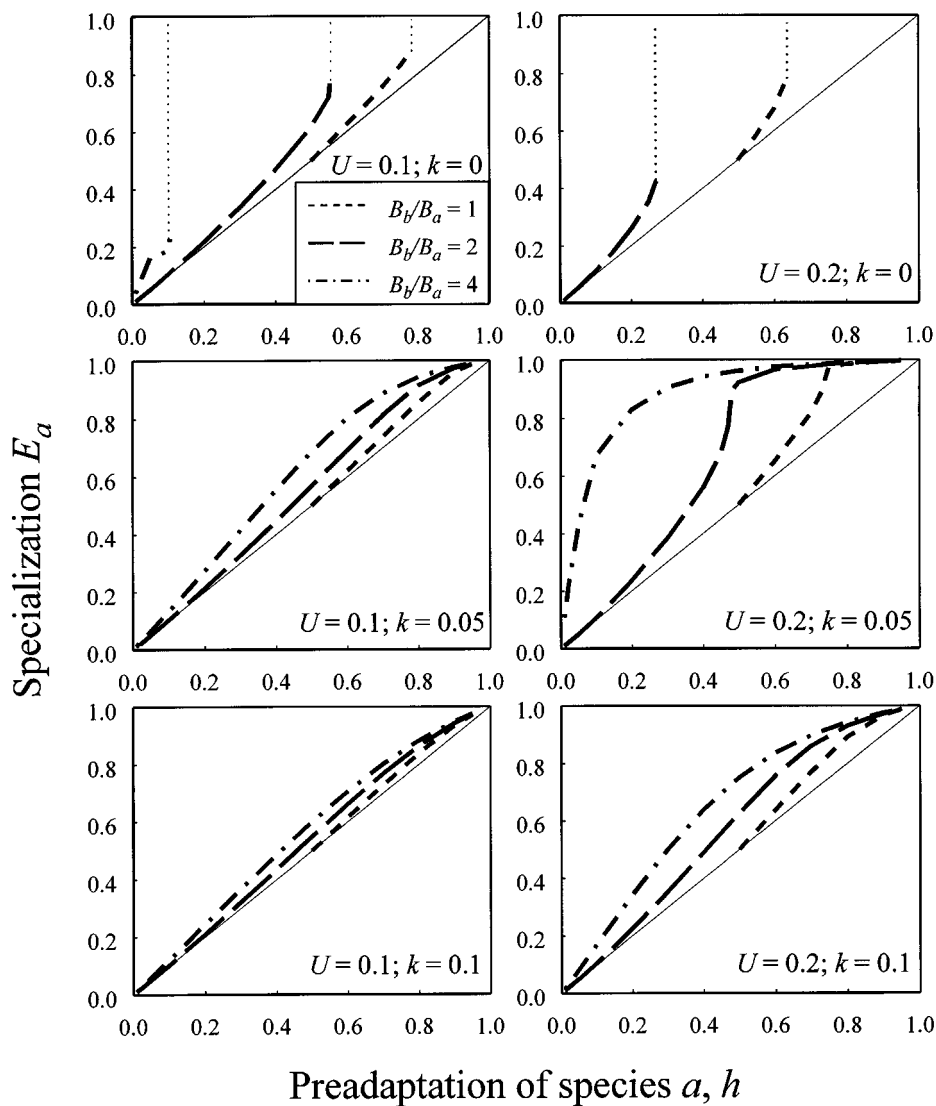 Specialization E_a
1.0
0.8
0.6
0.4
0.2
0.0
0.0 0.2 0.4 0.6 0.8 1.0
U = 0.1; k = 0
B_b/B_a = 1
B_b/B_a = 2
B_b/B_a = 4
1.0
0.8
0.6
0.4
0.2
0.0
0.0 0.2 0.4 0.6 0.8 1.0
U = 0.2; k = 0
1.0
0.8
0.6
0.4
0.2
0.0
0.0 0.2 0.4 0.6 0.8 1.0
U = 0.1; k = 0.05
1.0
0.8
0.6
0.4
0.2
0.0
0.0 0.2 0.4 0.6 0.8 1.0
U = 0.2; k = 0.05
1.0
0.8
0.6
0.4
0.2
0.0
0.0 0.2 0.4 0.6 0.8 1.0
U = 0.1; k = 0.1
1.0
0.8
0.6
0.4
0.2
0.0
0.0 0.2 0.4 0.6 0.8 1.0
U = 0.2; k = 0.1
Preadaptation of species a, h